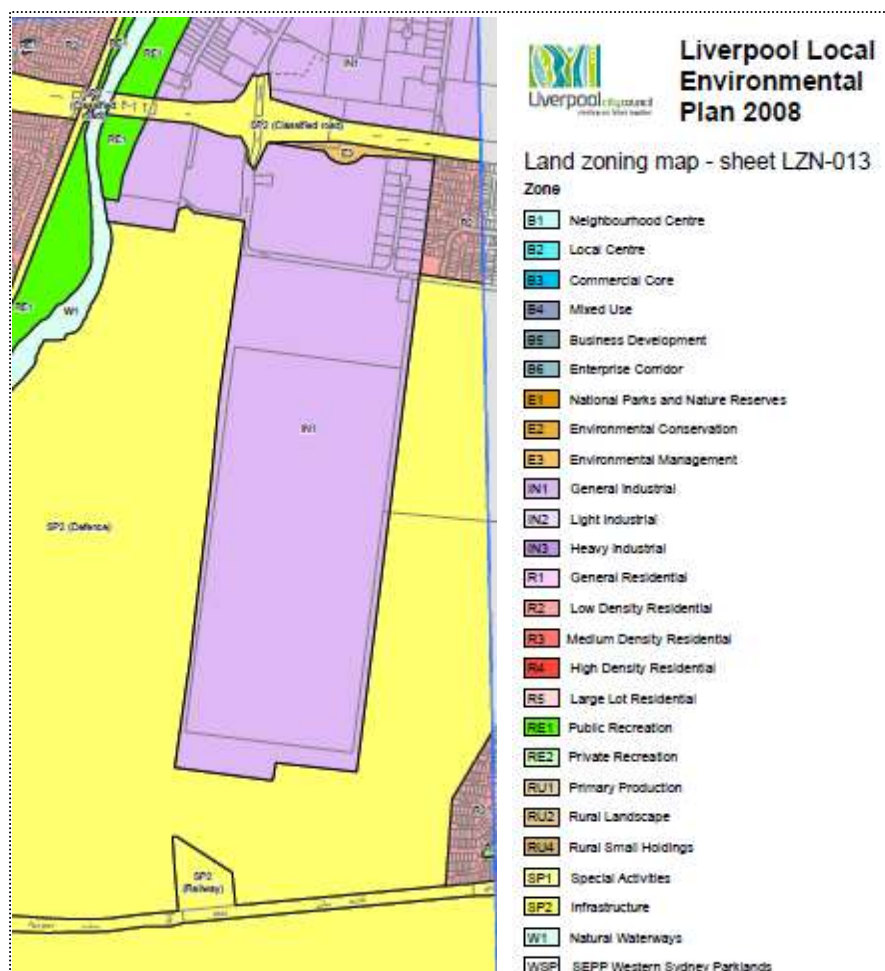 Liverpool Local
Environmental
Plan 2008
Liverpool city council
Land zoning map - sheet LZN-013
Zone
B1 Neighbourhood Centre
B2 Local Centre
B3 Commercial Core
B4 Mixed Use
B5 Business Development
B6 Enterprise Corridor
E1 National Parks and Nature Reserves
E2 Environmental Conservation
E3 Environmental Management
IN1 General Industrial
IN2 Light Industrial
IN3 Heavy Industrial
R1 General Residential
R2 Low Density Residential
R3 Medium Density Residential
R4 High Density Residential
R5 Large Lot Residential
RE1 Public Recreation
RE2 Private Recreation
RU1 Primary Production
RU2 Rural Landscape
RU4 Rural Small Holdings
SP1 Special Activities
SP2 Infrastructure
W1 Natural Waterways
WSP SEPP Western Sydney Parklands
RE1
RE1
IN1
SP2 (Classified road)
RE1
E3
R2
RE1
W1
IN1
SP2 (Defence)
SP2
(Railway)